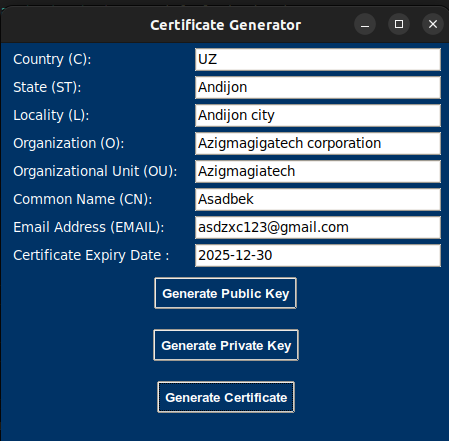 Certificate Generator
Country (C): UZ
State (ST): Andijon
Locality (L): Andijon city
Organization (O): Azigmagigatech corporation
Organizational Unit (OU): Azigmagiatech
Common Name (CN): Asadbek
Email Address (EMAIL): asdzxc123@gmail.com
Certificate Expiry Date : 2025-12-30
Generate Public Key
Generate Private Key
Generate Certificate